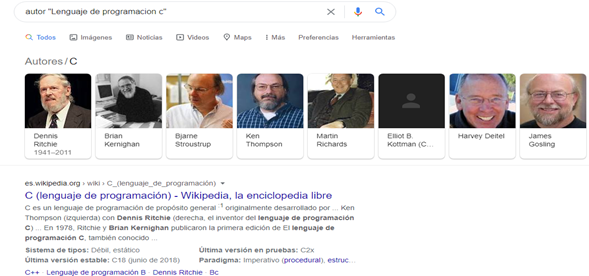 autor "Lenguaje de programacion c"
Todos Imágenes Noticias Vídeos Maps Más Preferencias Herramientas
Autores / C
Dennis Ritchie 1941–2011
Brian Kernighan
Bjarne Stroustrup
Ken Thompson
Martin Richards
Elliot B. Kottman (C...
Harvey Deitel
James Gosling
es.wikipedia.org › wiki › C_(lenguaje_de_programación)
C (lenguaje de programación) - Wikipedia, la enciclopedia libre
C es un lenguaje de programación de propósito general ·1 originalmente desarrollado por ... Ken
Thompson (izquierda) con Dennis Ritchie (derecha, el inventor del lenguaje de programación
C) ... En 1978, Ritchie y Brian Kernighan publicaron la primera edición de El lenguaje de
programación C, también conocido ...
Sistema de tipos: Débil, estático Última versión en pruebas: C2x
Última versión estable: C18 (junio de 2018) Paradigma: Imperativo (procedural), estruc...
C++ · Lenguaje de programación B · Dennis Ritchie · Bc